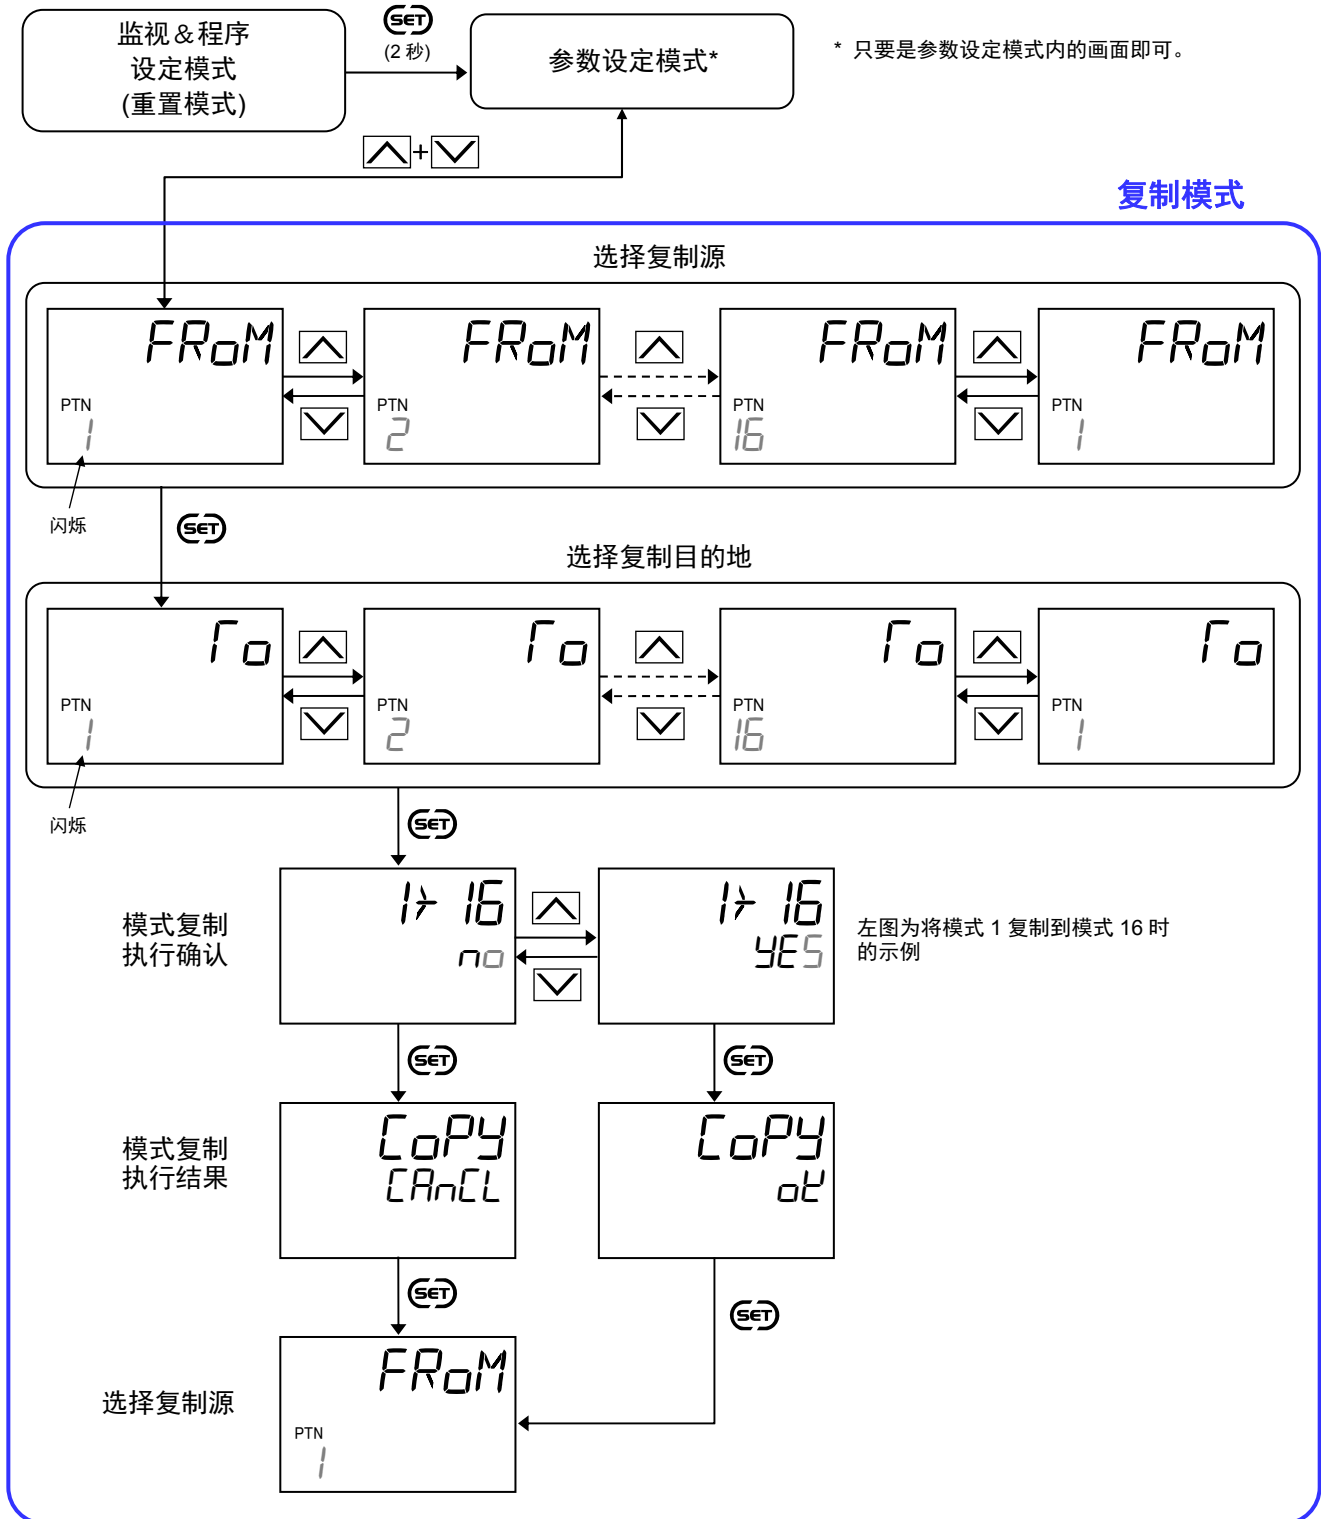 监视＆程序
设定模式
(重置模式)
SET
(2 秒)
参数设定模式*
* 只要是参数设定模式内的画面即可。
+
复制模式
选择复制源
FRoM FRoM FRoM FRoM
PTN PTN PTN PTN
1 2 16 1
闪烁
SET
选择复制目的地
To To To To
PTN PTN PTN PTN
1 2 16 1
闪烁
SET
模式复制
执行确认
1 16
no
1 16
YES
左图为将模式 1 复制到模式 16 时
的示例
SET SET
模式复制
执行结果
CoPY
CAnCL
CoPY
oK
SET
SET
选择复制源
FRoM
PTN
1